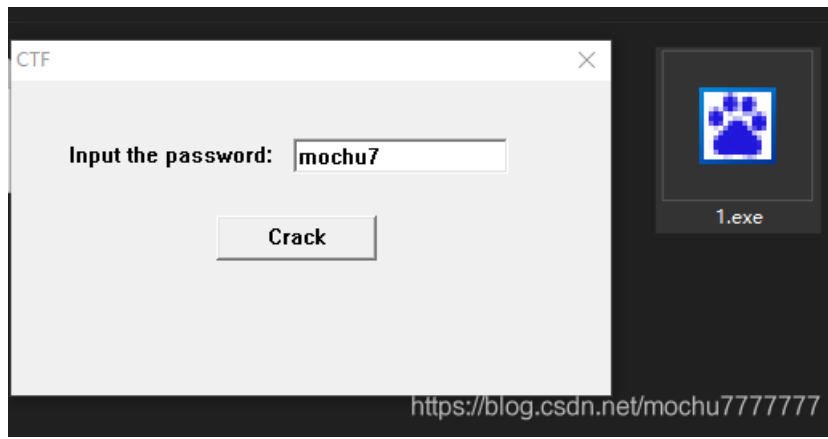 CTF
Input the password: mochu7
Crack
1.exe
https://blog.csdn.net/mochu7777777